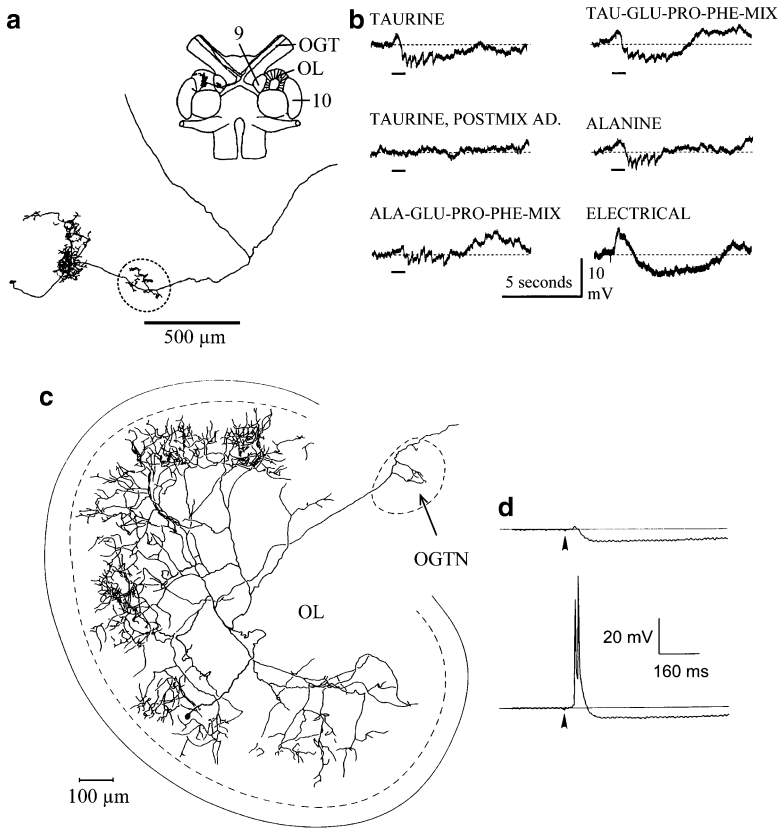 a
9
OGT
OL
10
500 µm
b
TAURINE
TAU-GLU-PRO-PHE-MIX
TAURINE, POSTMIX AD.
ALANINE
ALA-GLU-PRO-PHE-MIX
ELECTRICAL
5 seconds
10
mV
c
OGTN
OL
100 µm
d
20 mV
160 ms